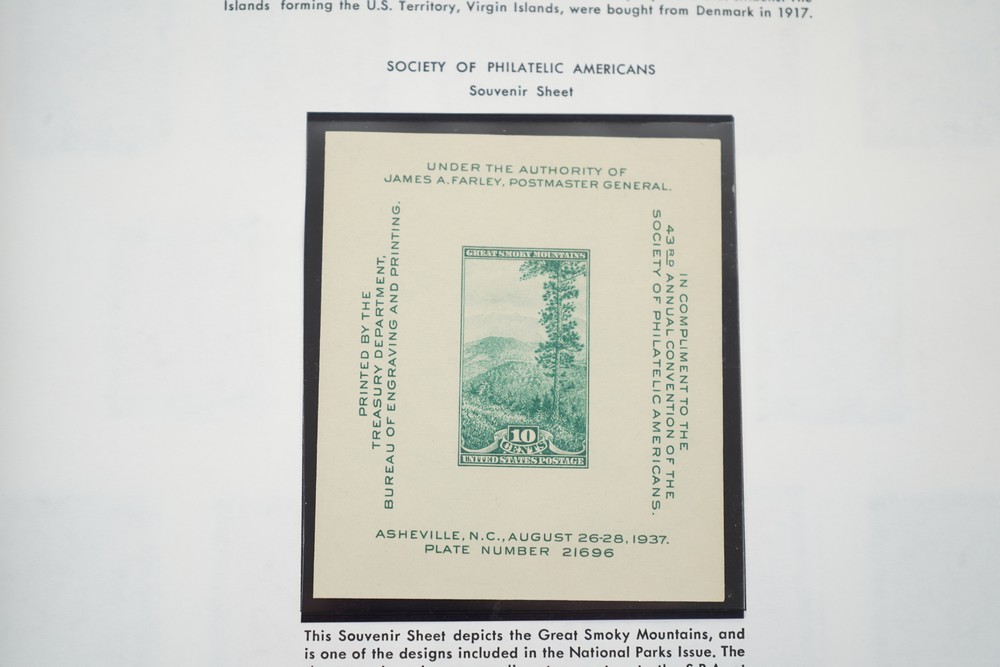 Islands forming the U.S. Territory, Virgin Islands, were bought from Denmark in 1917.
SOCIETY OF PHILATELIC AMERICANS
Souvenir Sheet
UNDER THE AUTHORITY OF
JAMES A. FARLEY, POSTMASTER GENERAL.
PRINTED BY THE
TREASURY DEPARTMENT,
BUREAU OF ENGRAVING AND PRINTING.
GREAT SMOKY MOUNTAINS
10
CENTS
UNITED STATES POSTAGE
IN COMPLIMENT TO THE
43RD ANNUAL CONVENTION OF THE
SOCIETY OF PHILATELIC AMERICANS.
ASHEVILLE, N.C., AUGUST 26-28, 1937.
PLATE NUMBER 21696
This Souvenir Sheet depicts the Great Smoky Mountains, and
is one of the designs included in the National Parks Issue. The